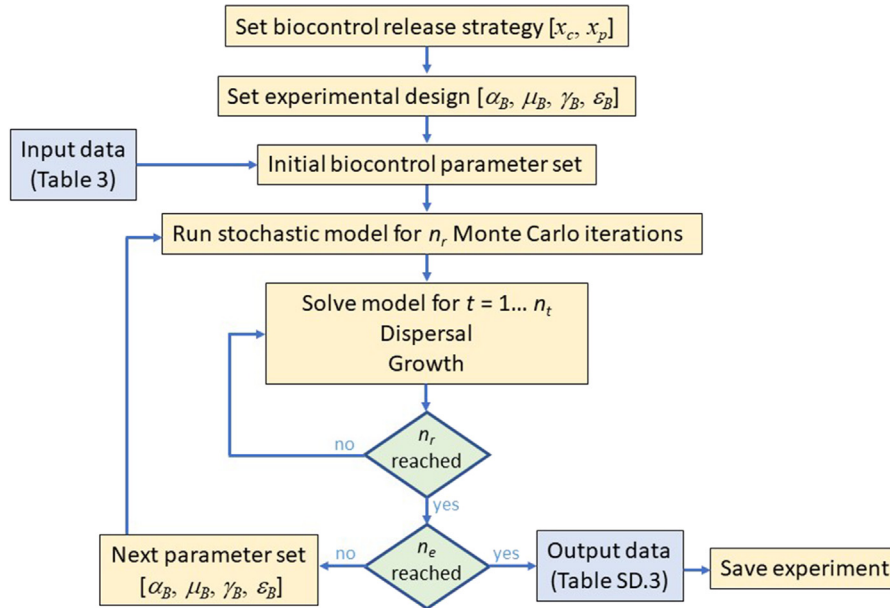 Set biocontrol release strategy [x_c, x_p]
Set experimental design [α_B, μ_B, γ_B, ε_B]
Input data
(Table 3)
Initial biocontrol parameter set
Run stochastic model for n_r Monte Carlo iterations
Solve model for t = 1... n_t
Dispersal
Growth
n_r
reached
no
yes
n_e
reached
no
yes
Next parameter set
[α_B, μ_B, γ_B, ε_B]
Output data
(Table SD.3)
Save experiment